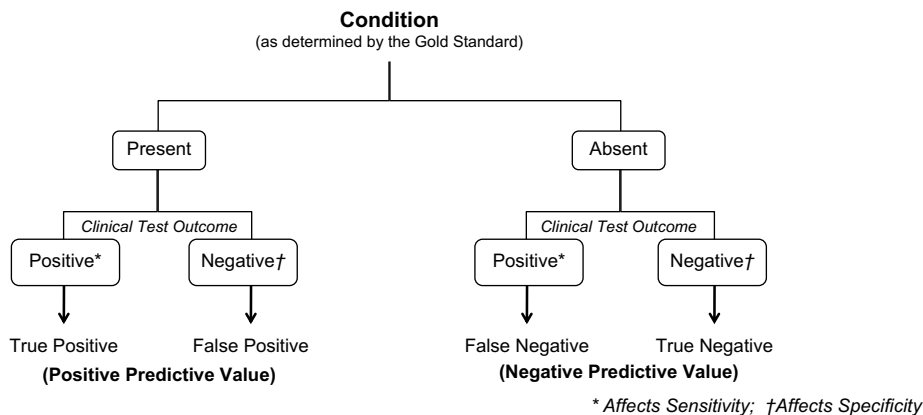 Condition
(as determined by the Gold Standard)
Present
Absent
Clinical Test Outcome
Clinical Test Outcome
Positive*
Negative†
Positive*
Negative†
True Positive
False Positive
False Negative
True Negative
(Positive Predictive Value)
(Negative Predictive Value)
* Affects Sensitivity; †Affects Specificity